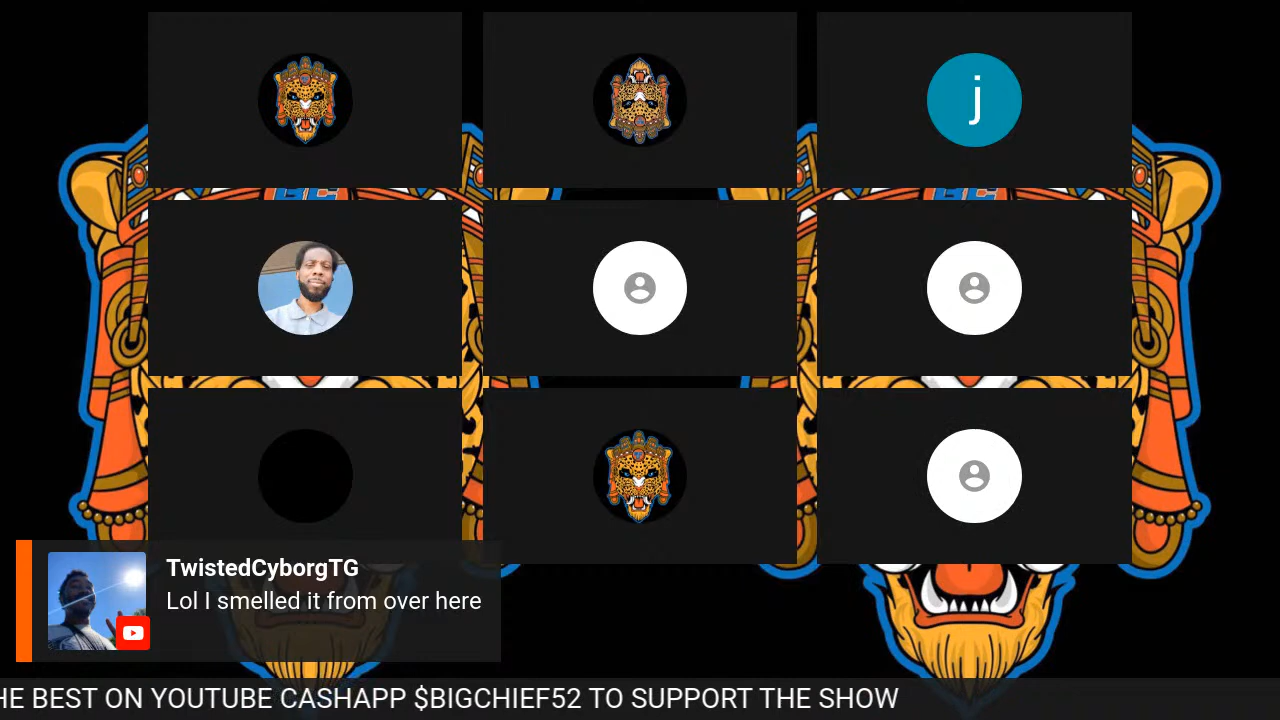 j
TwistedCyborgTG
Lol I smelled it from over here
HE BEST ON YOUTUBE CASHAPP $BIGCHIEF52 TO SUPPORT THE SHOW